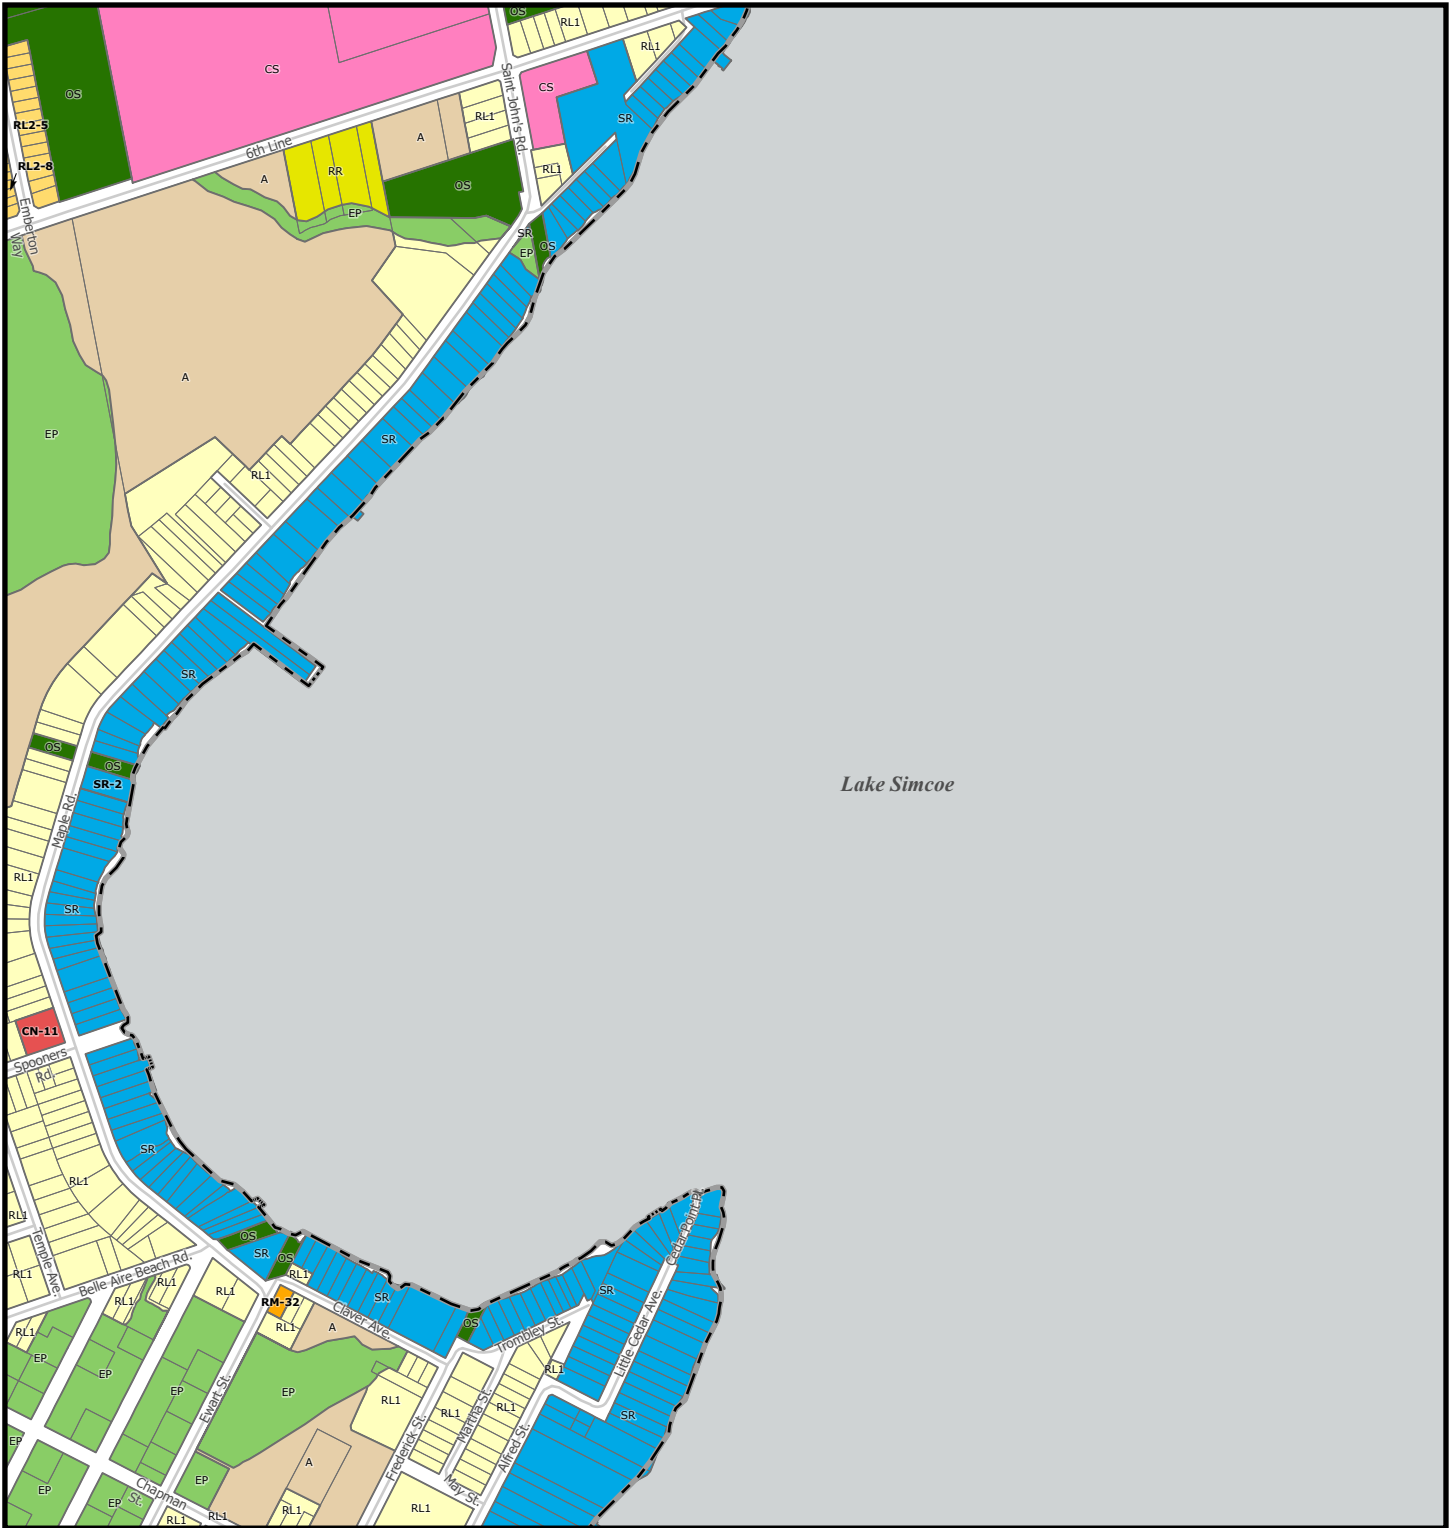 OS
RL1
RL1
CS
CS
OS
RL1
SR
RL2-5
6th Line
Saint John's Rd.
A
RL2-8
RR
RL1
A
OS
Emberton
Way
EP
SR
OS
EP
A
EP
SR
RL1
SR
OS
OS
SR-2
Lake Simcoe
Maple Rd.
RL1
SR
CN-11
Spooners
Rd.
SR
RL1
RL1
Temple Ave.
OS
SR
OS
Belle Aire Beach Rd.
RL1
RL1
RL1
RL1
RL1
SR
SR
Cedar Point Pl.
RM-32
Claver Ave.
RL1
A
OS
Trombley St.
Little Cedar Ave.
RL1
EP
EP
EP
Ewart St.
EP
RL1
RL1
RL1
RL1
SR
Frederick St.
Martha St.
Alfred St.
EP
A
EP
EP
EP
Chapman
St.
May St.
RL1
RL1
RL1
RL1